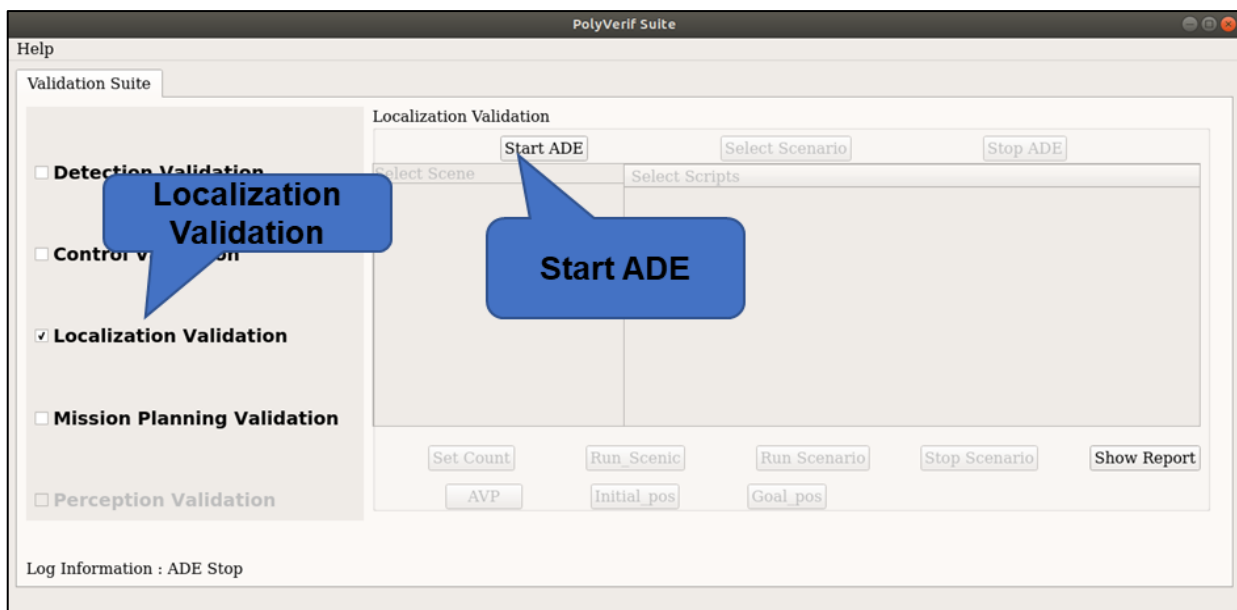 PolyVerif Suite
Help
Validation Suite
Localization Validation
Start ADE
Select Scenario
Stop ADE
Detection Validation
Select Scene
Select Scripts
Localization
Validation
Control V
on
Start ADE
Localization Validation
Mission Planning Validation
Set Count
Run_Scenic
Run Scenario
Stop Scenario
Show Report
AVP
Initial_pos
Goal_pos
Perception Validation
Log Information : ADE Stop